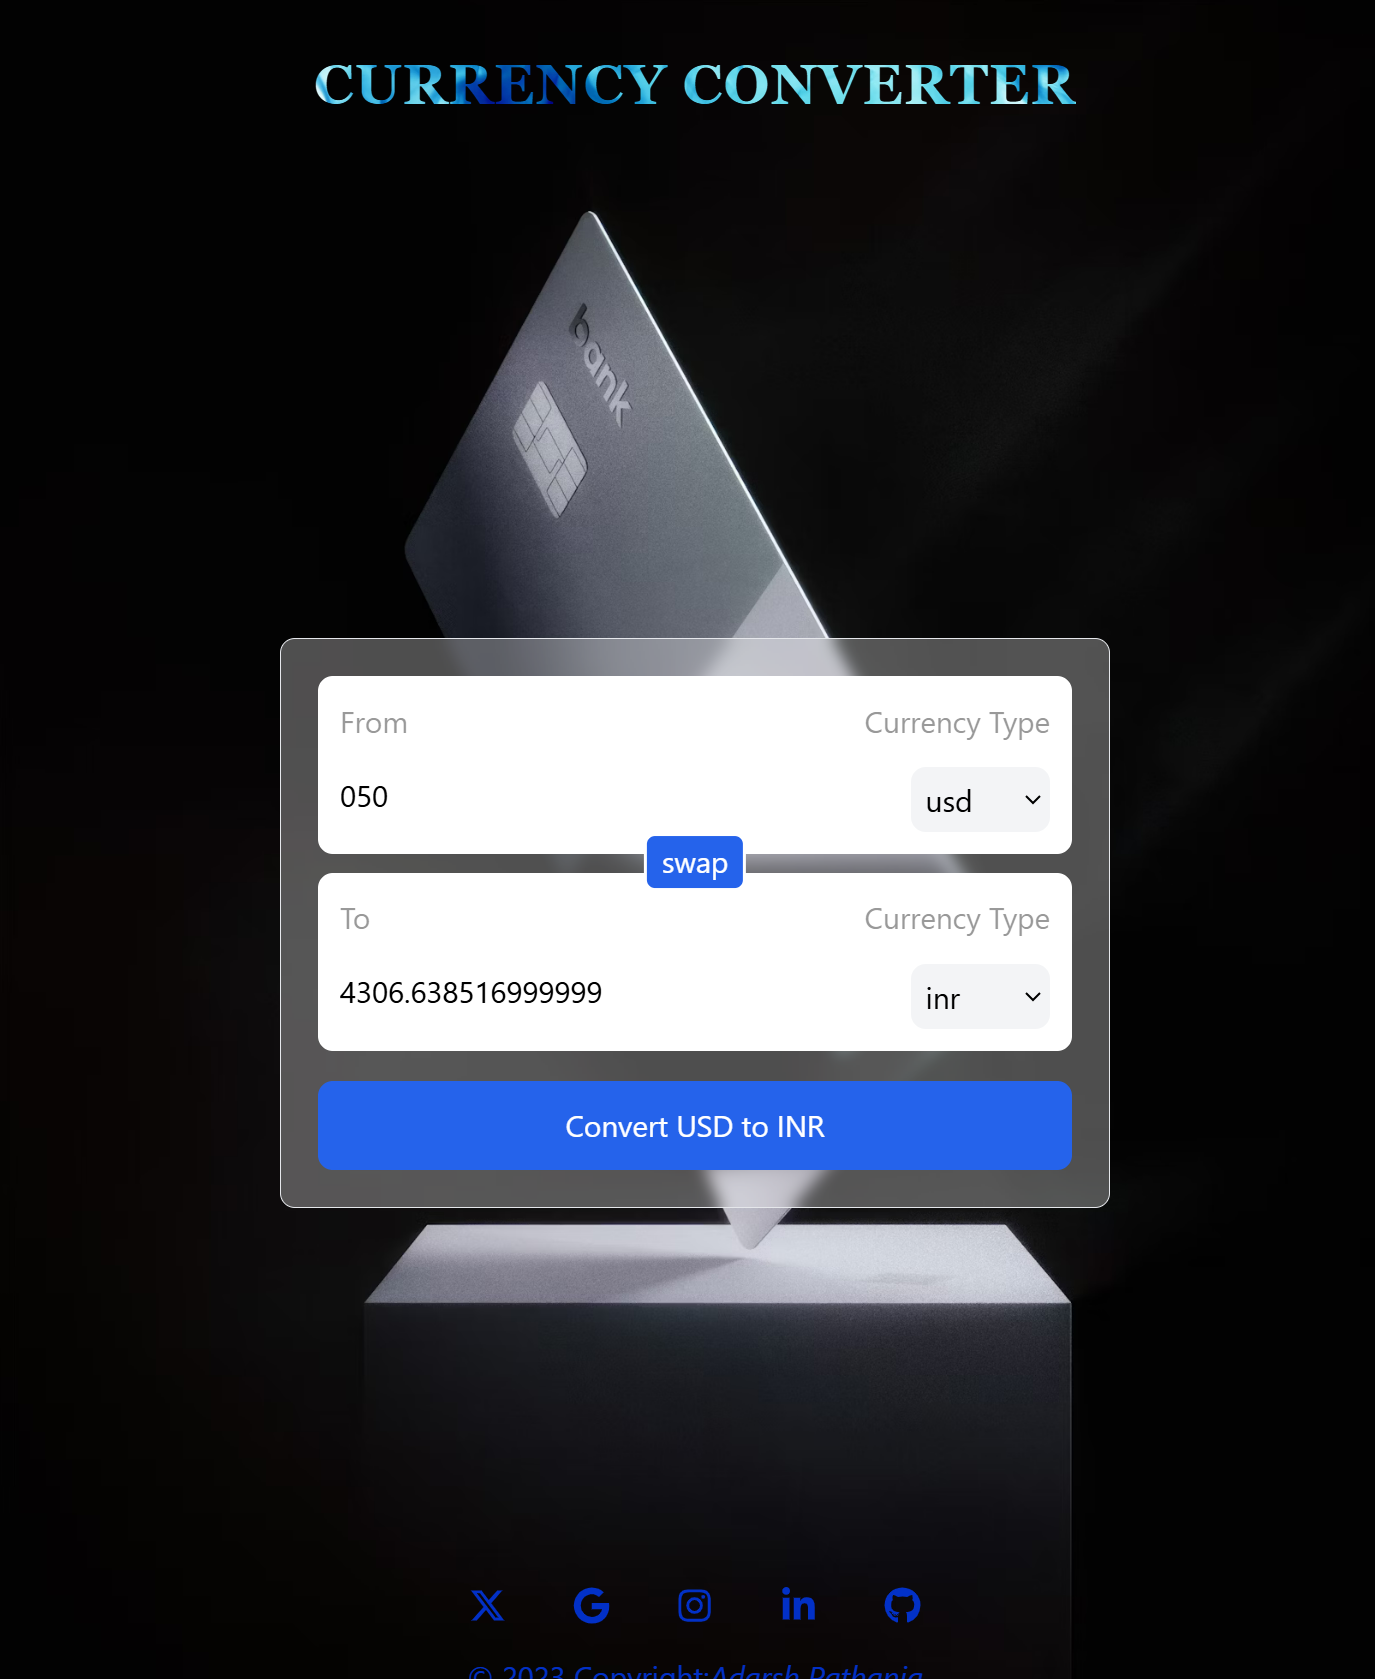 CURRENCY CONVERTER
bank
From Currency Type
050 usd
swap
To Currency Type
4306.638516999999 inr
Convert USD to INR
© 2023 Copyright:Adarsh Pathania